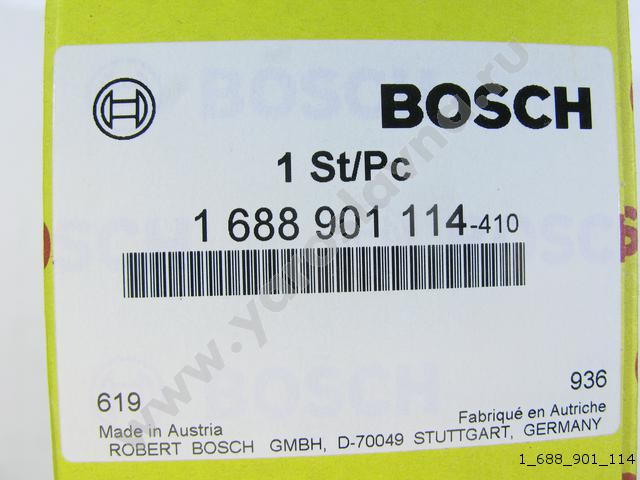 BOSCH
1 St/Pc
1 688 901 114-410
619
936
Made in Austria
Fabriqué en Autriche
ROBERT BOSCH GMBH, D-70049 STUTTGART, GERMANY
1_688_901_114